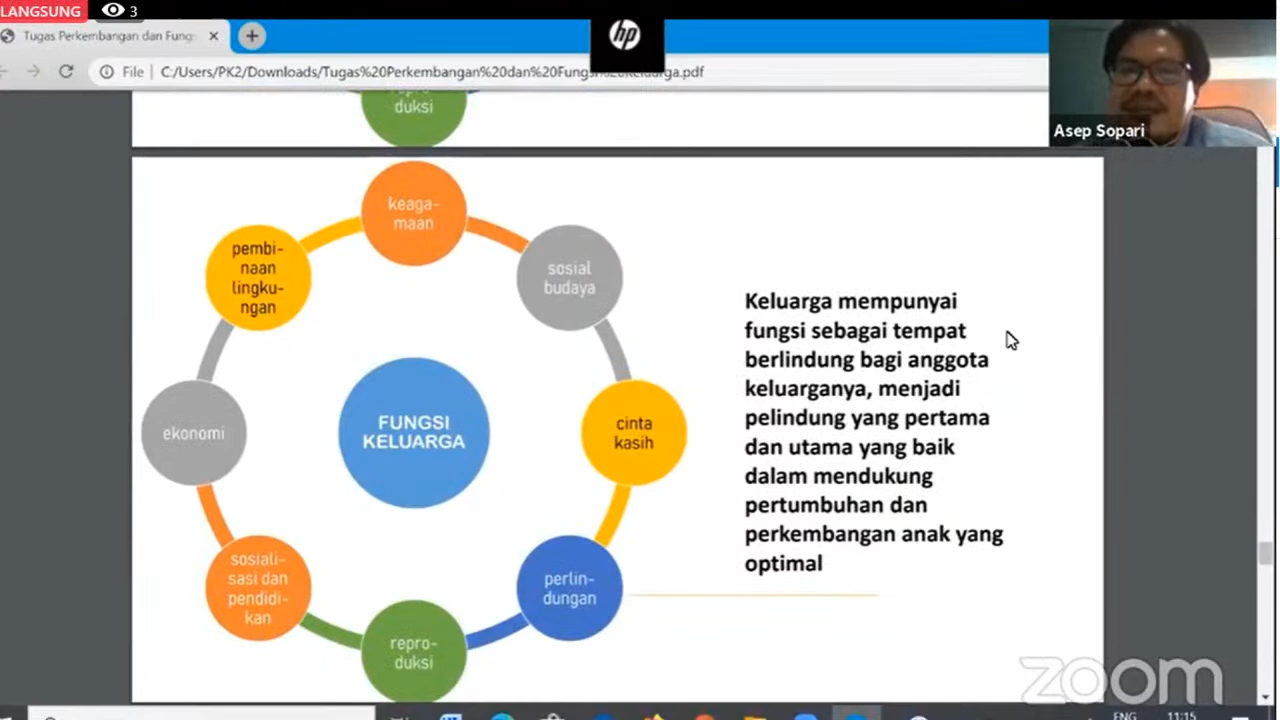 LANGSUNG
3
Tugas Perkembangan dan Fungs
File
C:/Users/PK2/Downloads/Tugas%20Perkembangan%20dan%20Fungsi%20Keluarga.pdf
hp
Asep Sopari
duksi
keaga-
maan
sosial
budaya
cinta
kasih
perlin-
dungan
repro-
duksi
sosiali-
sasi dan
pendidi-
kan
ekonomi
pembi-
naan
lingku-
ngan
FUNGSI
KELUARGA
Keluarga mempunyai
fungsi sebagai tempat
berlindung bagi anggota
keluarganya, menjadi
pelindung yang pertama
dan utama yang baik
dalam mendukung
pertumbuhan dan
perkembangan anak yang
optimal
zoom
ENG
11:15